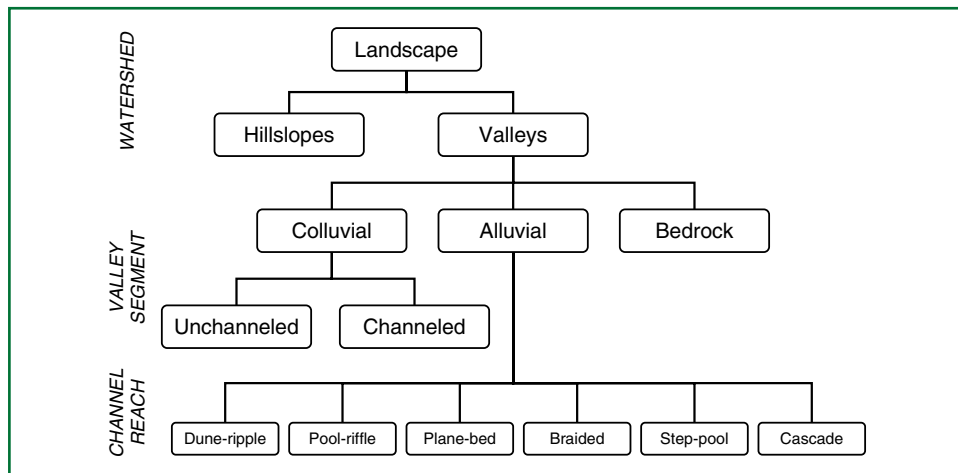 WATERSHED
Landscape
Hillslopes
Valleys
VALLEY
SEGMENT
Colluvial
Alluvial
Bedrock
Unchanneled
Channeled
CHANNEL
REACH
Dune-ripple
Pool-riffle
Plane-bed
Braided
Step-pool
Cascade